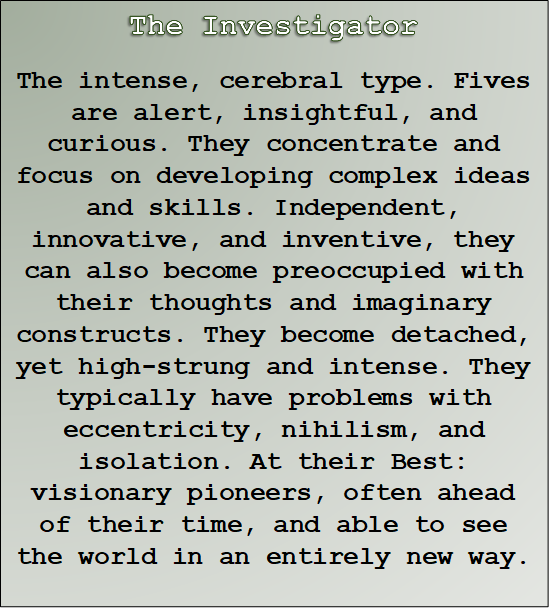 The Investigator
The intense, cerebral type. Fives
are alert, insightful, and
curious. They concentrate and
focus on developing complex ideas
and skills. Independent,
innovative, and inventive, they
can also become preoccupied with
their thoughts and imaginary
constructs. They become detached,
yet high-strung and intense. They
typically have problems with
eccentricity, nihilism, and
isolation. At their Best:
visionary pioneers, often ahead
of their time, and able to see
the world in an entirely new way.